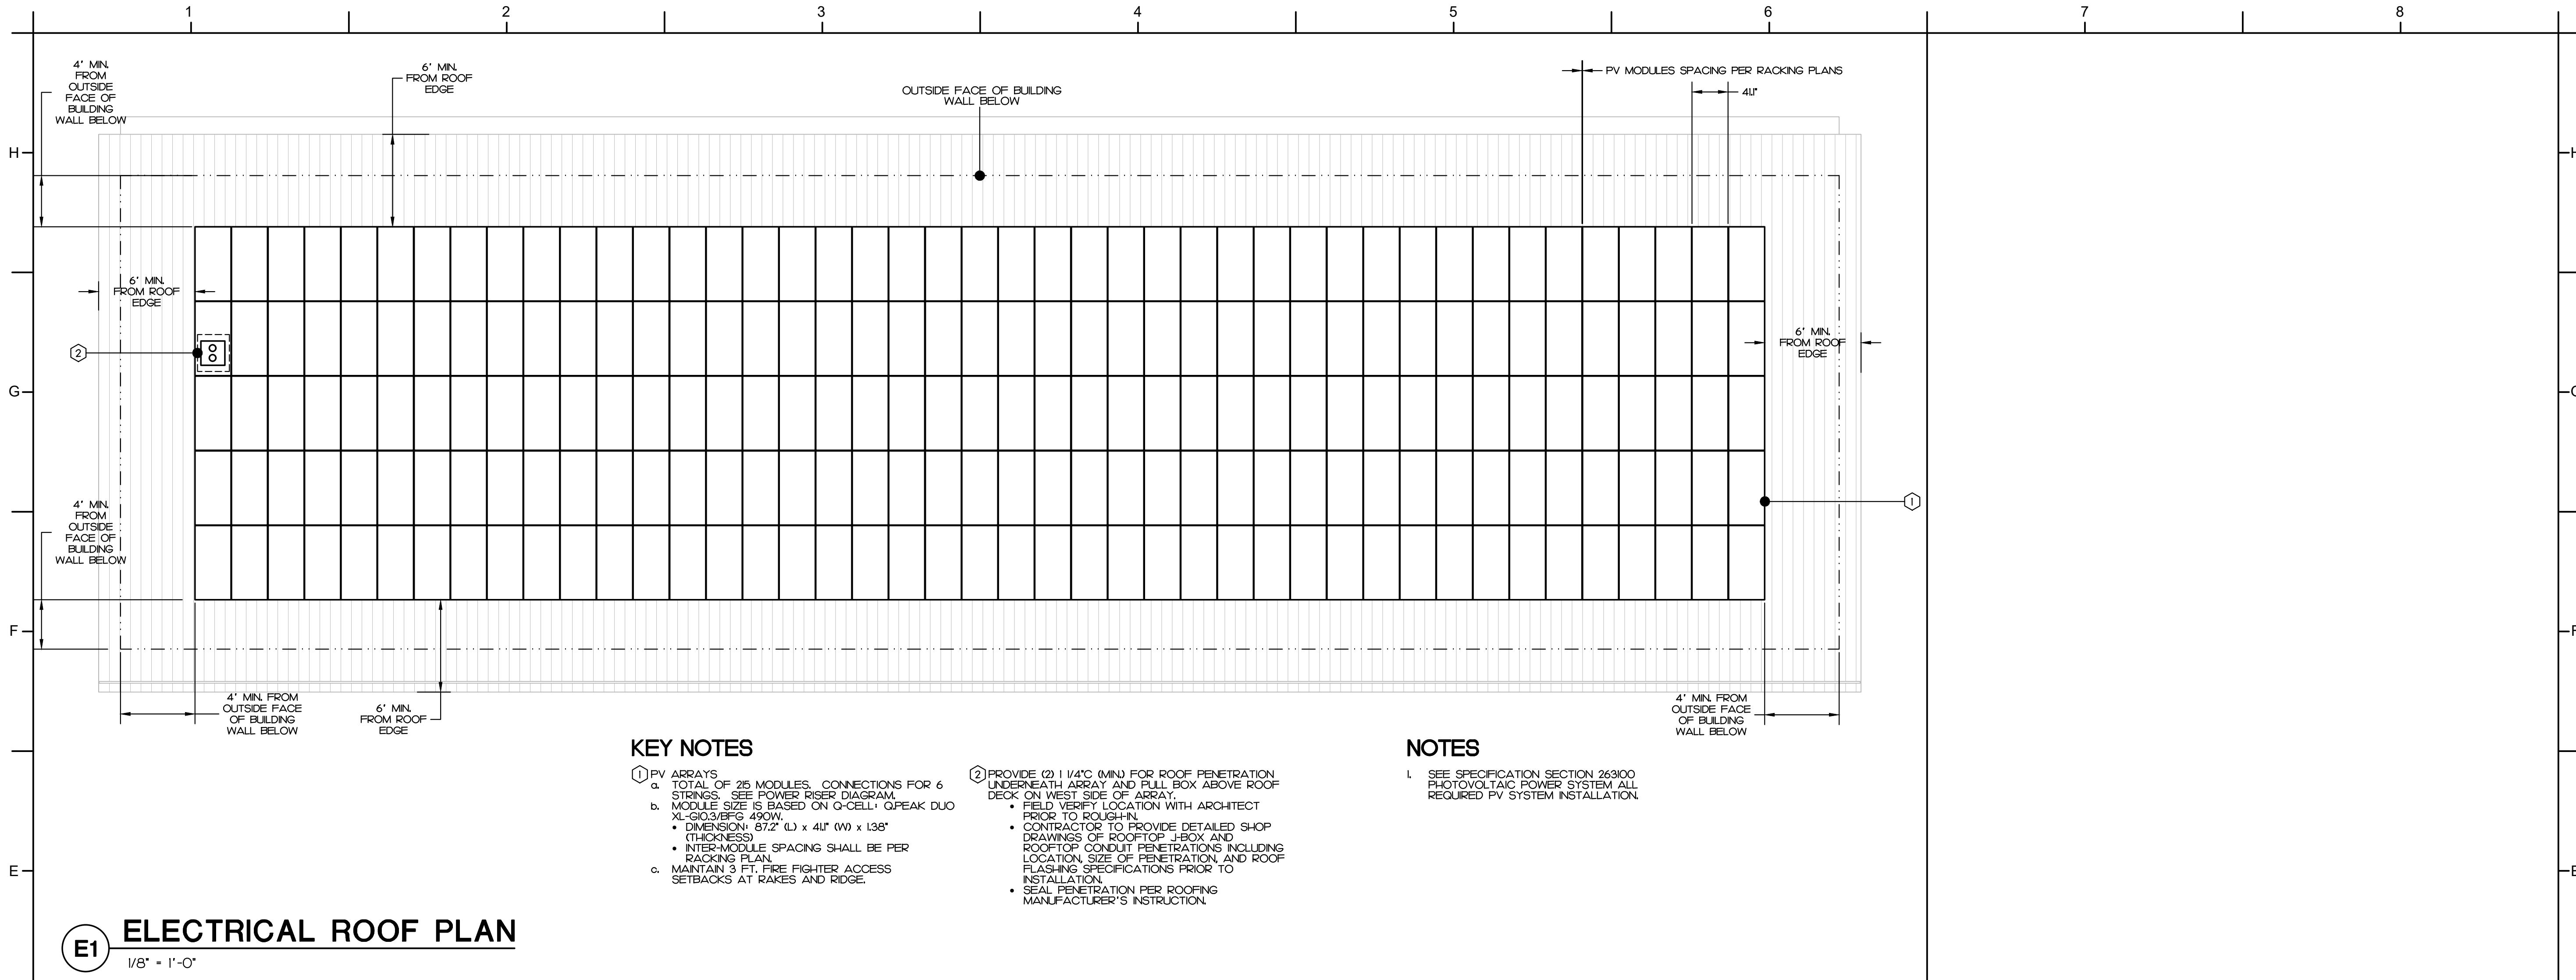 1 2 3 4 5 6 7 8
4' MIN.
FROM
OUTSIDE
FACE OF
BUILDING
WALL BELOW
6' MIN.
FROM ROOF
EDGE
OUTSIDE FACE OF BUILDING
WALL BELOW
PV MODULES SPACING PER RACKING PLANS
41.1"
H
H
6' MIN.
FROM ROOF
EDGE
2
6' MIN.
FROM ROOF
EDGE
G
G
4' MIN.
FROM
OUTSIDE
FACE OF
BUILDING
WALL BELOW
1
F
F
4' MIN. FROM
OUTSIDE FACE
OF BUILDING
WALL BELOW
6' MIN.
FROM ROOF
EDGE
4' MIN. FROM
OUTSIDE FACE
OF BUILDING
WALL BELOW
KEY NOTES
1 PV ARRAYS
a. TOTAL OF 215 MODULES. CONNECTIONS FOR 6
STRINGS. SEE POWER RISER DIAGRAM.
b. MODULE SIZE IS BASED ON Q-CELL: Q.PEAK DUO
XL-G10.3/BFG 490W.
• DIMENSION: 87.2" (L) x 41.1" (W) x 1.38"
(THICKNESS)
• INTER-MODULE SPACING SHALL BE PER
RACKING PLAN.
c. MAINTAIN 3 FT. FIRE FIGHTER ACCESS
SETBACKS AT RAKES AND RIDGE.
2 PROVIDE (2) 1 1/4"C (MIN.) FOR ROOF PENETRATION
UNDERNEATH ARRAY AND PULL BOX ABOVE ROOF
DECK ON WEST SIDE OF ARRAY.
• FIELD VERIFY LOCATION WITH ARCHITECT
PRIOR TO ROUGH-IN.
• CONTRACTOR TO PROVIDE DETAILED SHOP
DRAWINGS OF ROOFTOP J-BOX AND
ROOFTOP CONDUIT PENETRATIONS INCLUDING
LOCATION, SIZE OF PENETRATION, AND ROOF
FLASHING SPECIFICATIONS PRIOR TO
INSTALLATION.
• SEAL PENETRATION PER ROOFING
MANUFACTURER'S INSTRUCTION.
NOTES
1. SEE SPECIFICATION SECTION 263100
PHOTOVOLTAIC POWER SYSTEM ALL
REQUIRED PV SYSTEM INSTALLATION.
E
E
E1 ELECTRICAL ROOF PLAN
1/8" = 1'-0"